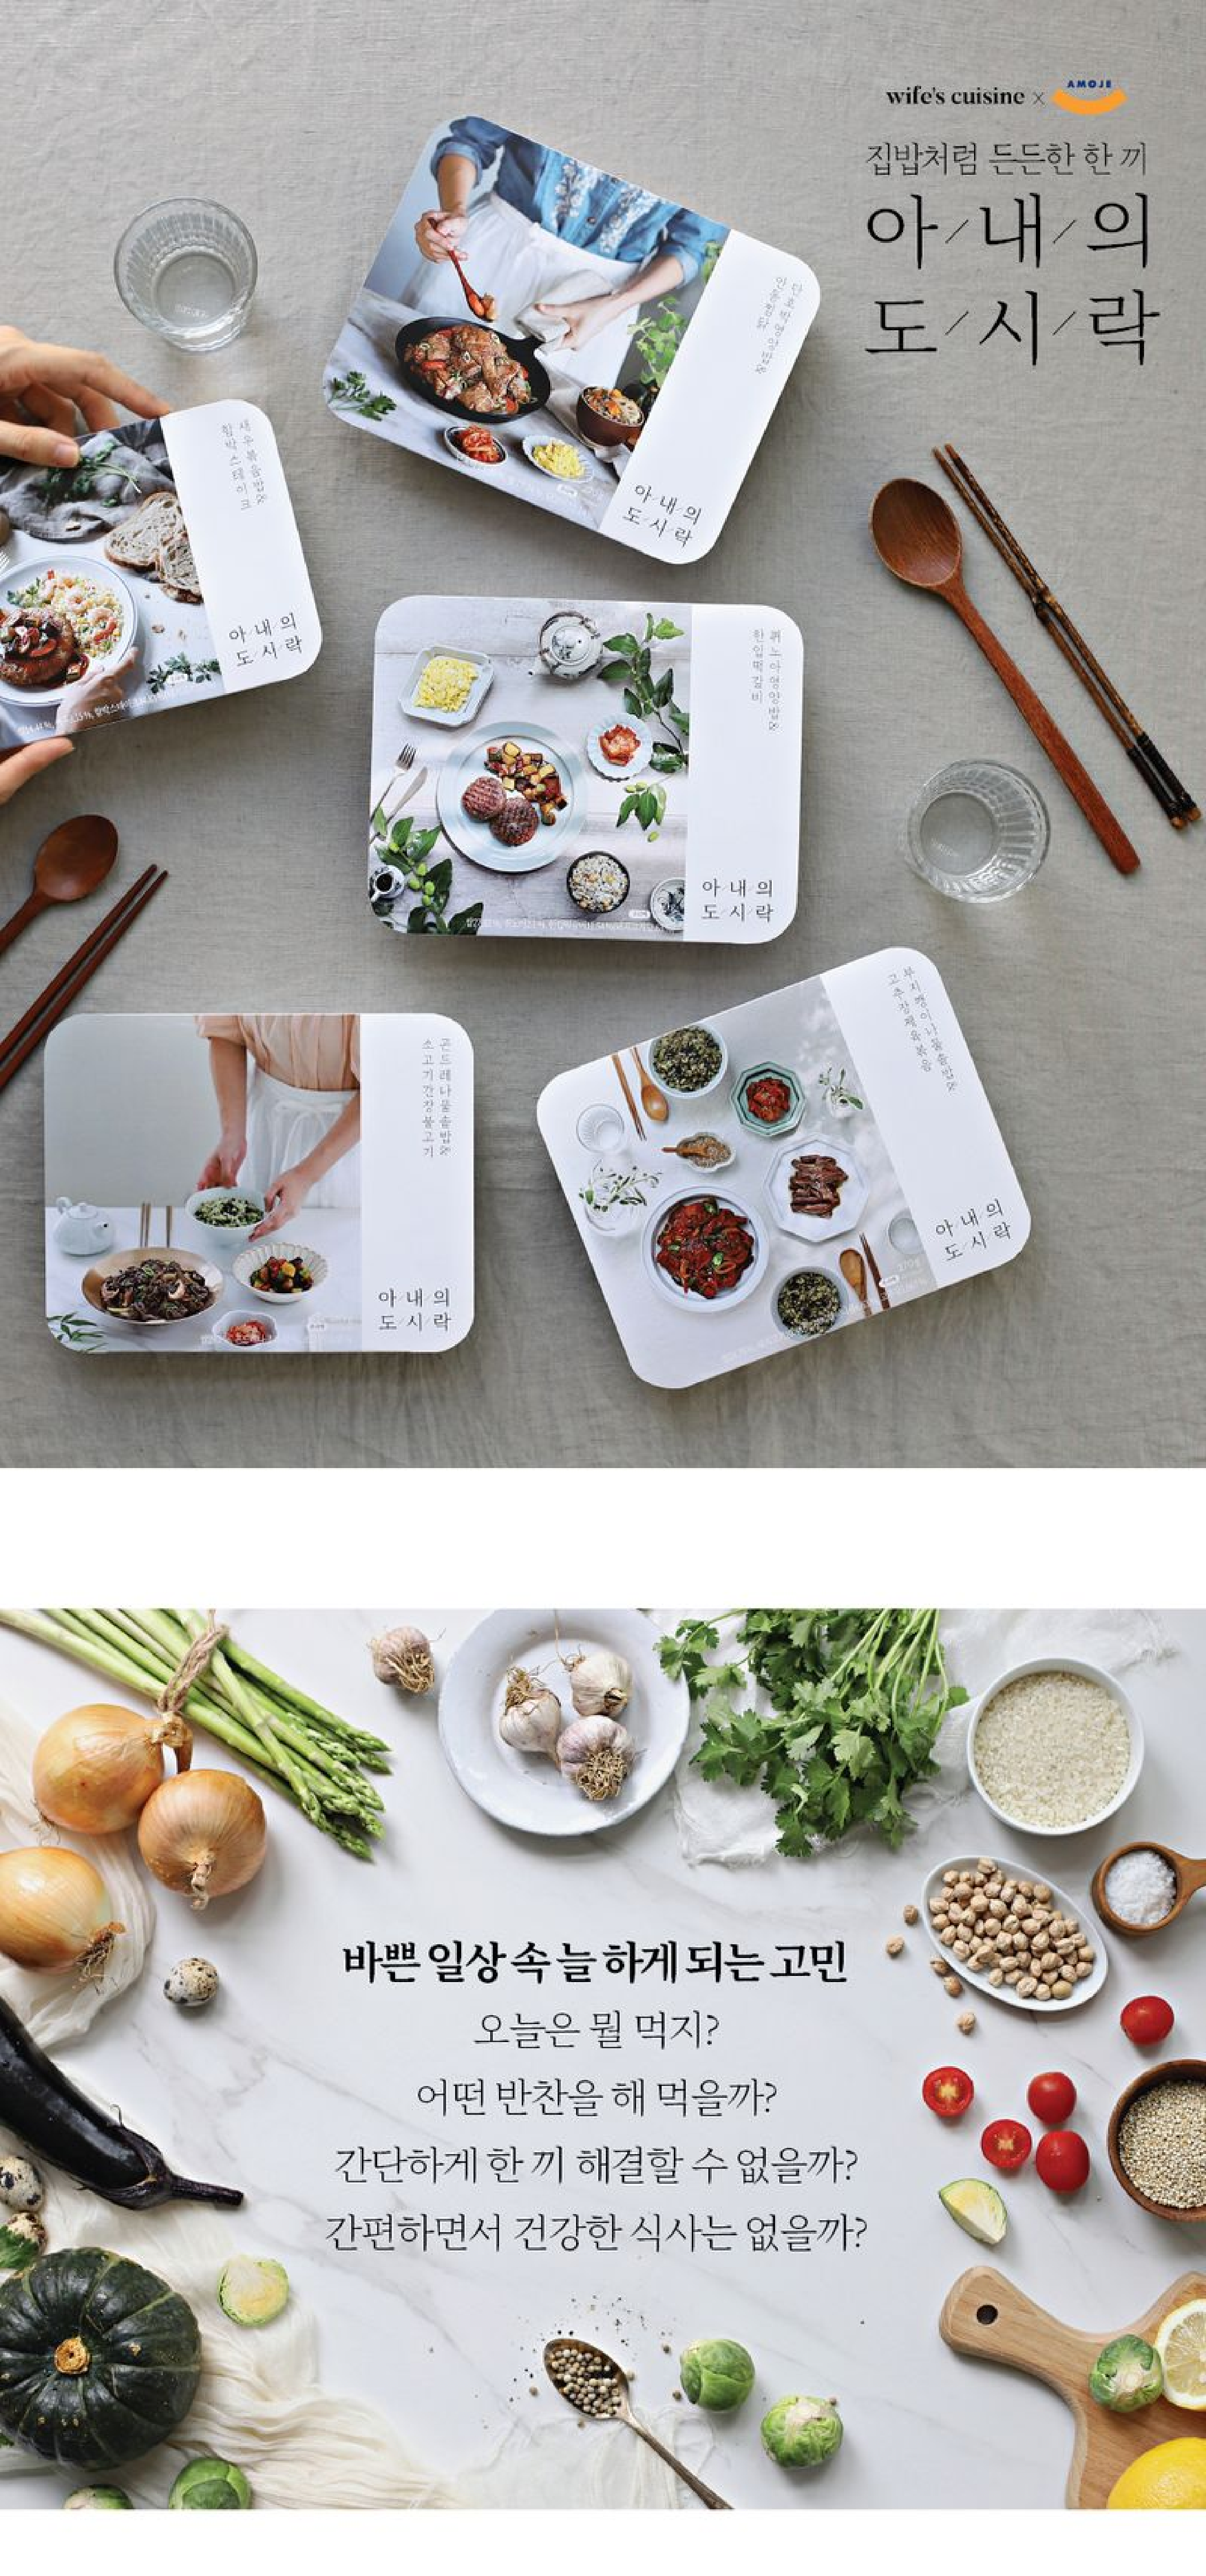 wife's cuisine × AMOJE
집밥처럼 든든한 한 끼
아/내/의
도/시/락
단호박영양밥&
안동찜닭
아/내/의
도/시/락
새우볶음밥&
함박스테이크
아/내/의
도/시/락
퀴노아영양밥&
한입떡갈비
아/내/의
도/시/락
곤드레나물솥밥&
소고기간장불고기
아/내/의
도/시/락
부지깽이나물솥밥&
고추장제육볶음
270g
아/내/의
도/시/락
바쁜 일상 속 늘 하게 되는 고민
오늘은 뭘 먹지?
어떤 반찬을 해 먹을까?
간단하게 한 끼 해결할 수 없을까?
간편하면서 건강한 식사는 없을까?